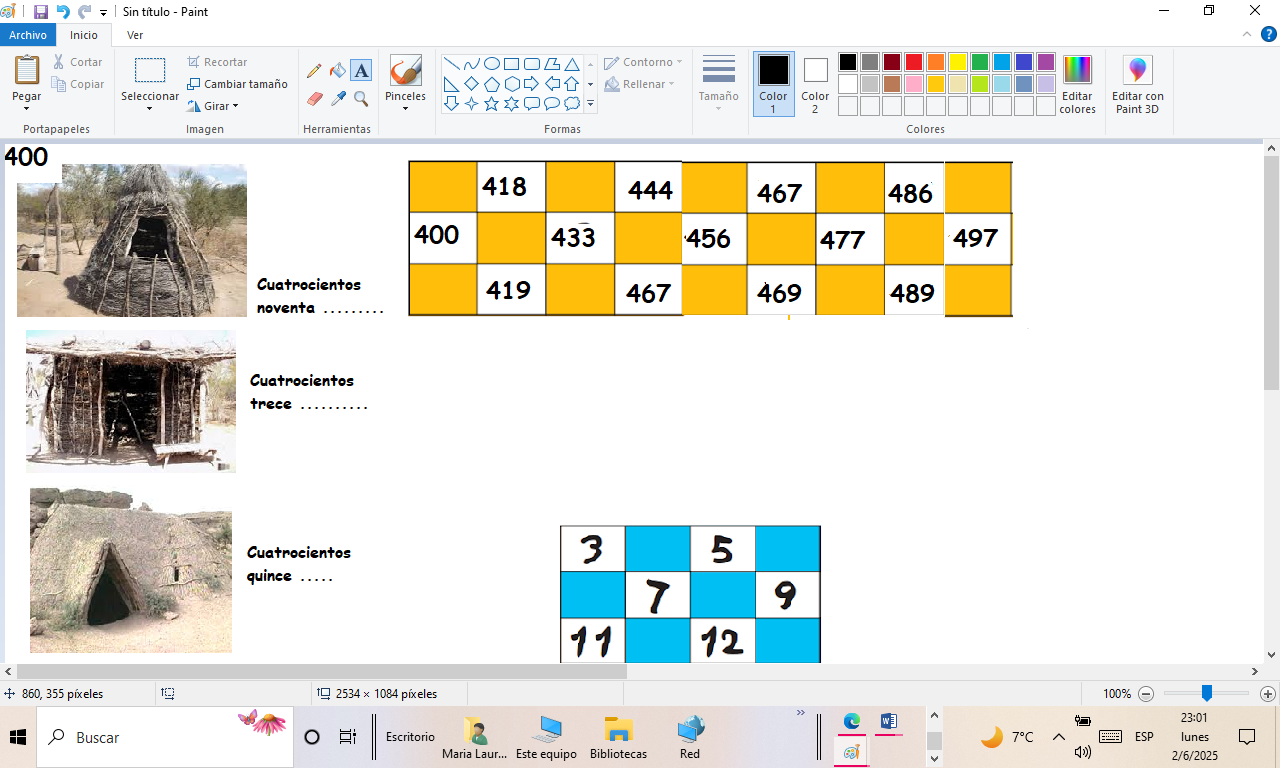 Sin título - Paint
Archivo Inicio Ver
Pegar
Cortar
Copiar
Portapapeles
Seleccionar
Recortar
Cambiar tamaño
Girar
Imagen
Herramientas
Pinceles
Contorno
Rellenar
Formas
Tamaño
Color 1
Color 2
Editar colores
Colores
Editar con Paint 3D
400
418 444 467 486
400 433 456 477 497
419 467 469 489
Cuatrocientos
noventa .........
Cuatrocientos
trece ..........
Cuatrocientos
quince .....
3 5
7 9
11 12
860, 355 píxeles
2534 × 1084 píxeles
100%
Buscar
Escritorio
Maria Laur...
Este equipo
Bibliotecas
Red
7°C
ESP
23:01
lunes
2/6/2025